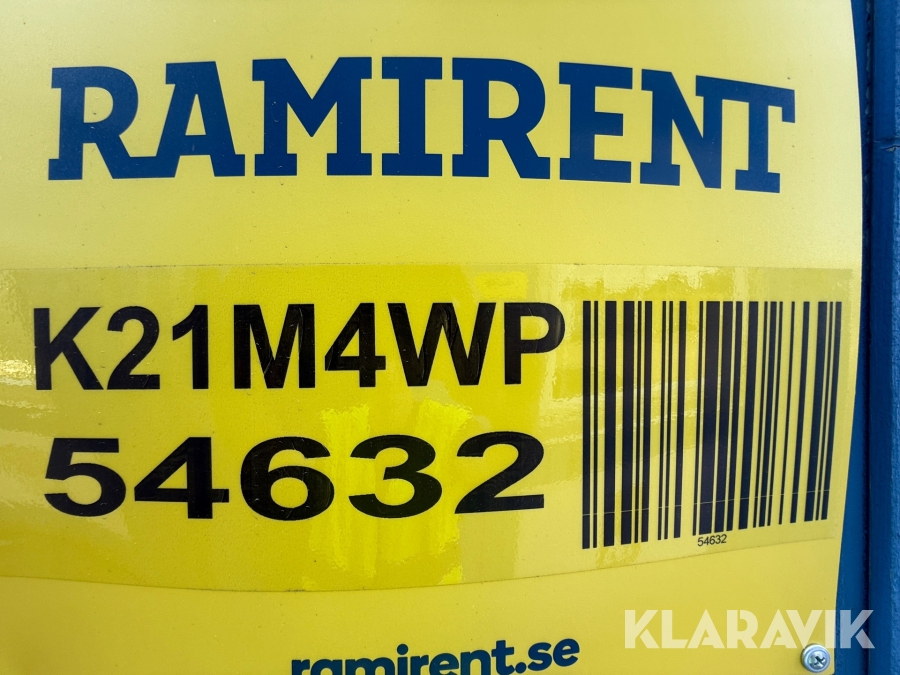 RAMIRENT
K21M4WP
54632
54632
ramirent.se
KLARAVIK